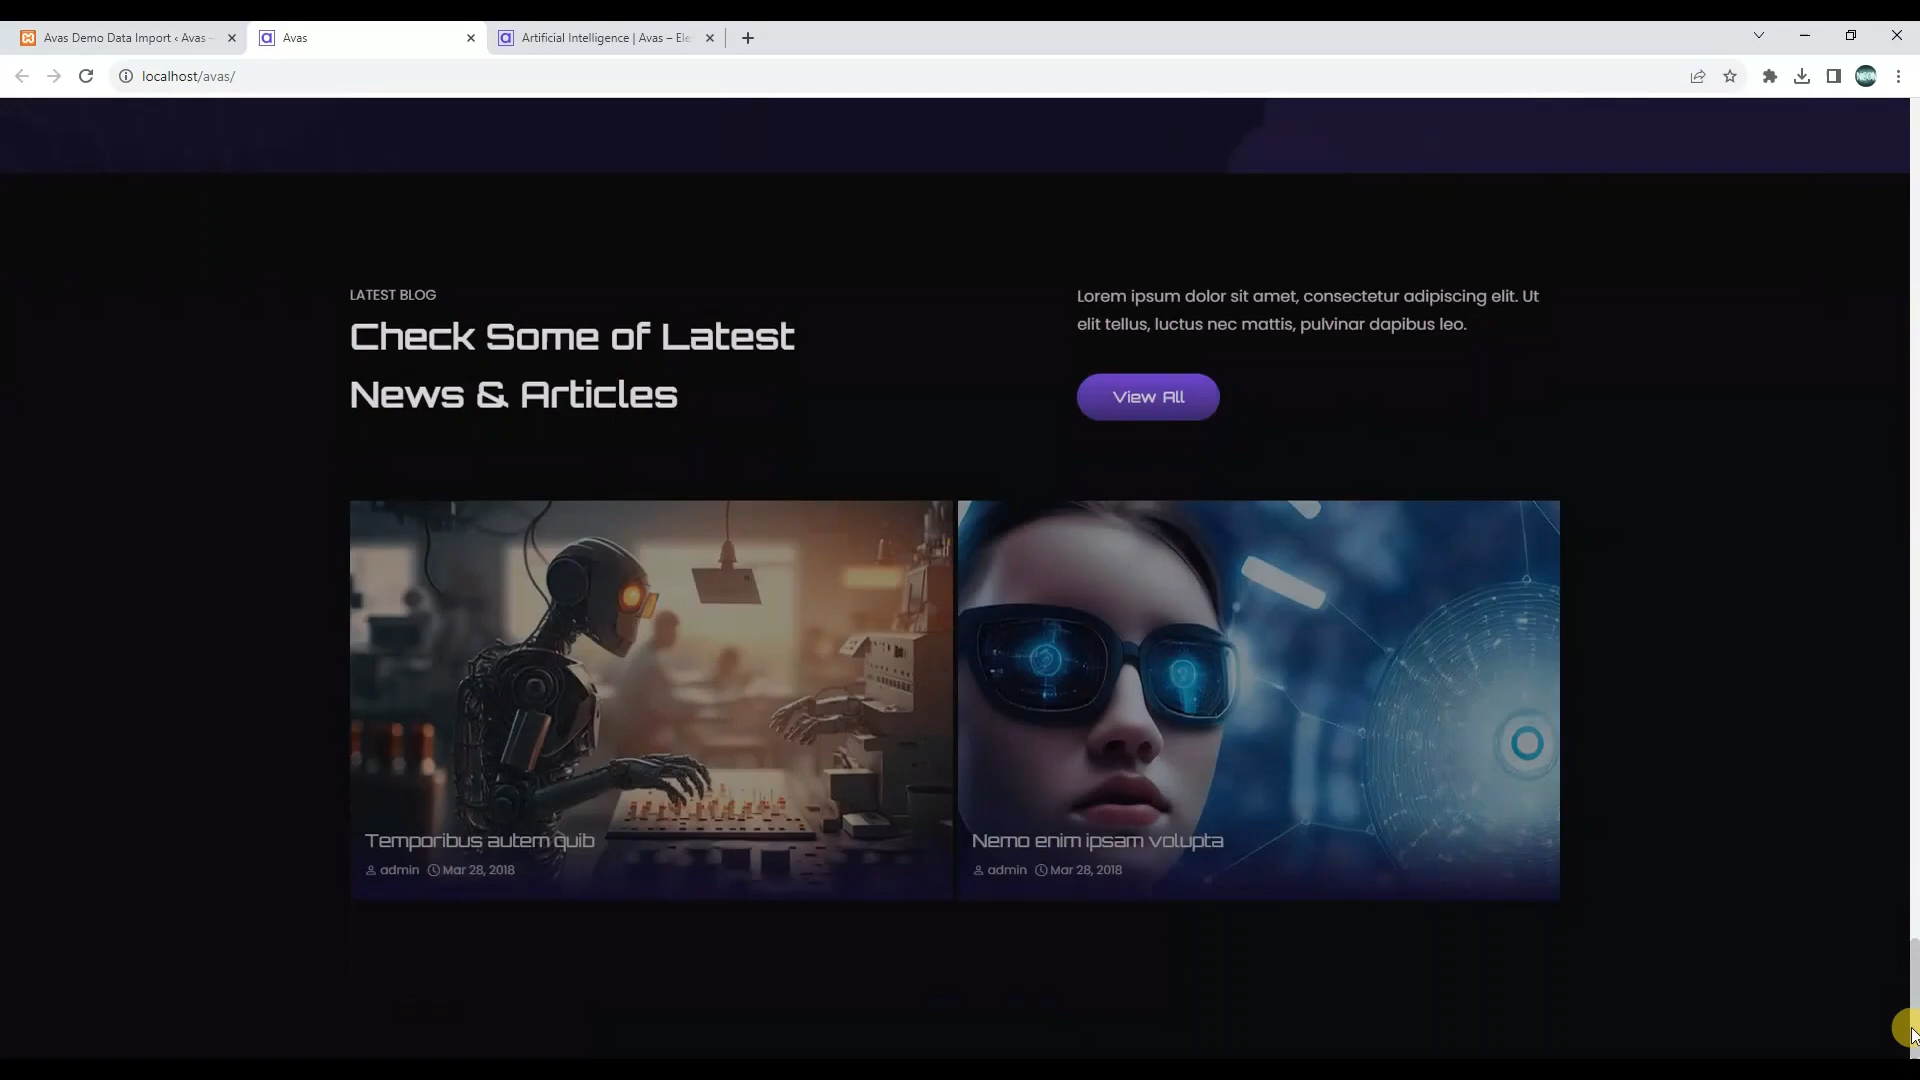 Avas Demo Data Import ‹ Avas –
Avas
Artificial Intelligence | Avas – Ele
localhost/avas/
NEON
LATEST BLOG
Check Some of Latest
News & Articles
Lorem ipsum dolor sit amet, consectetur adipiscing elit. Ut
elit tellus, luctus nec mattis, pulvinar dapibus leo.
View All
Temporibus autem quib
admin Mar 28, 2018
Nemo enim ipsam volupta
admin Mar 28, 2018